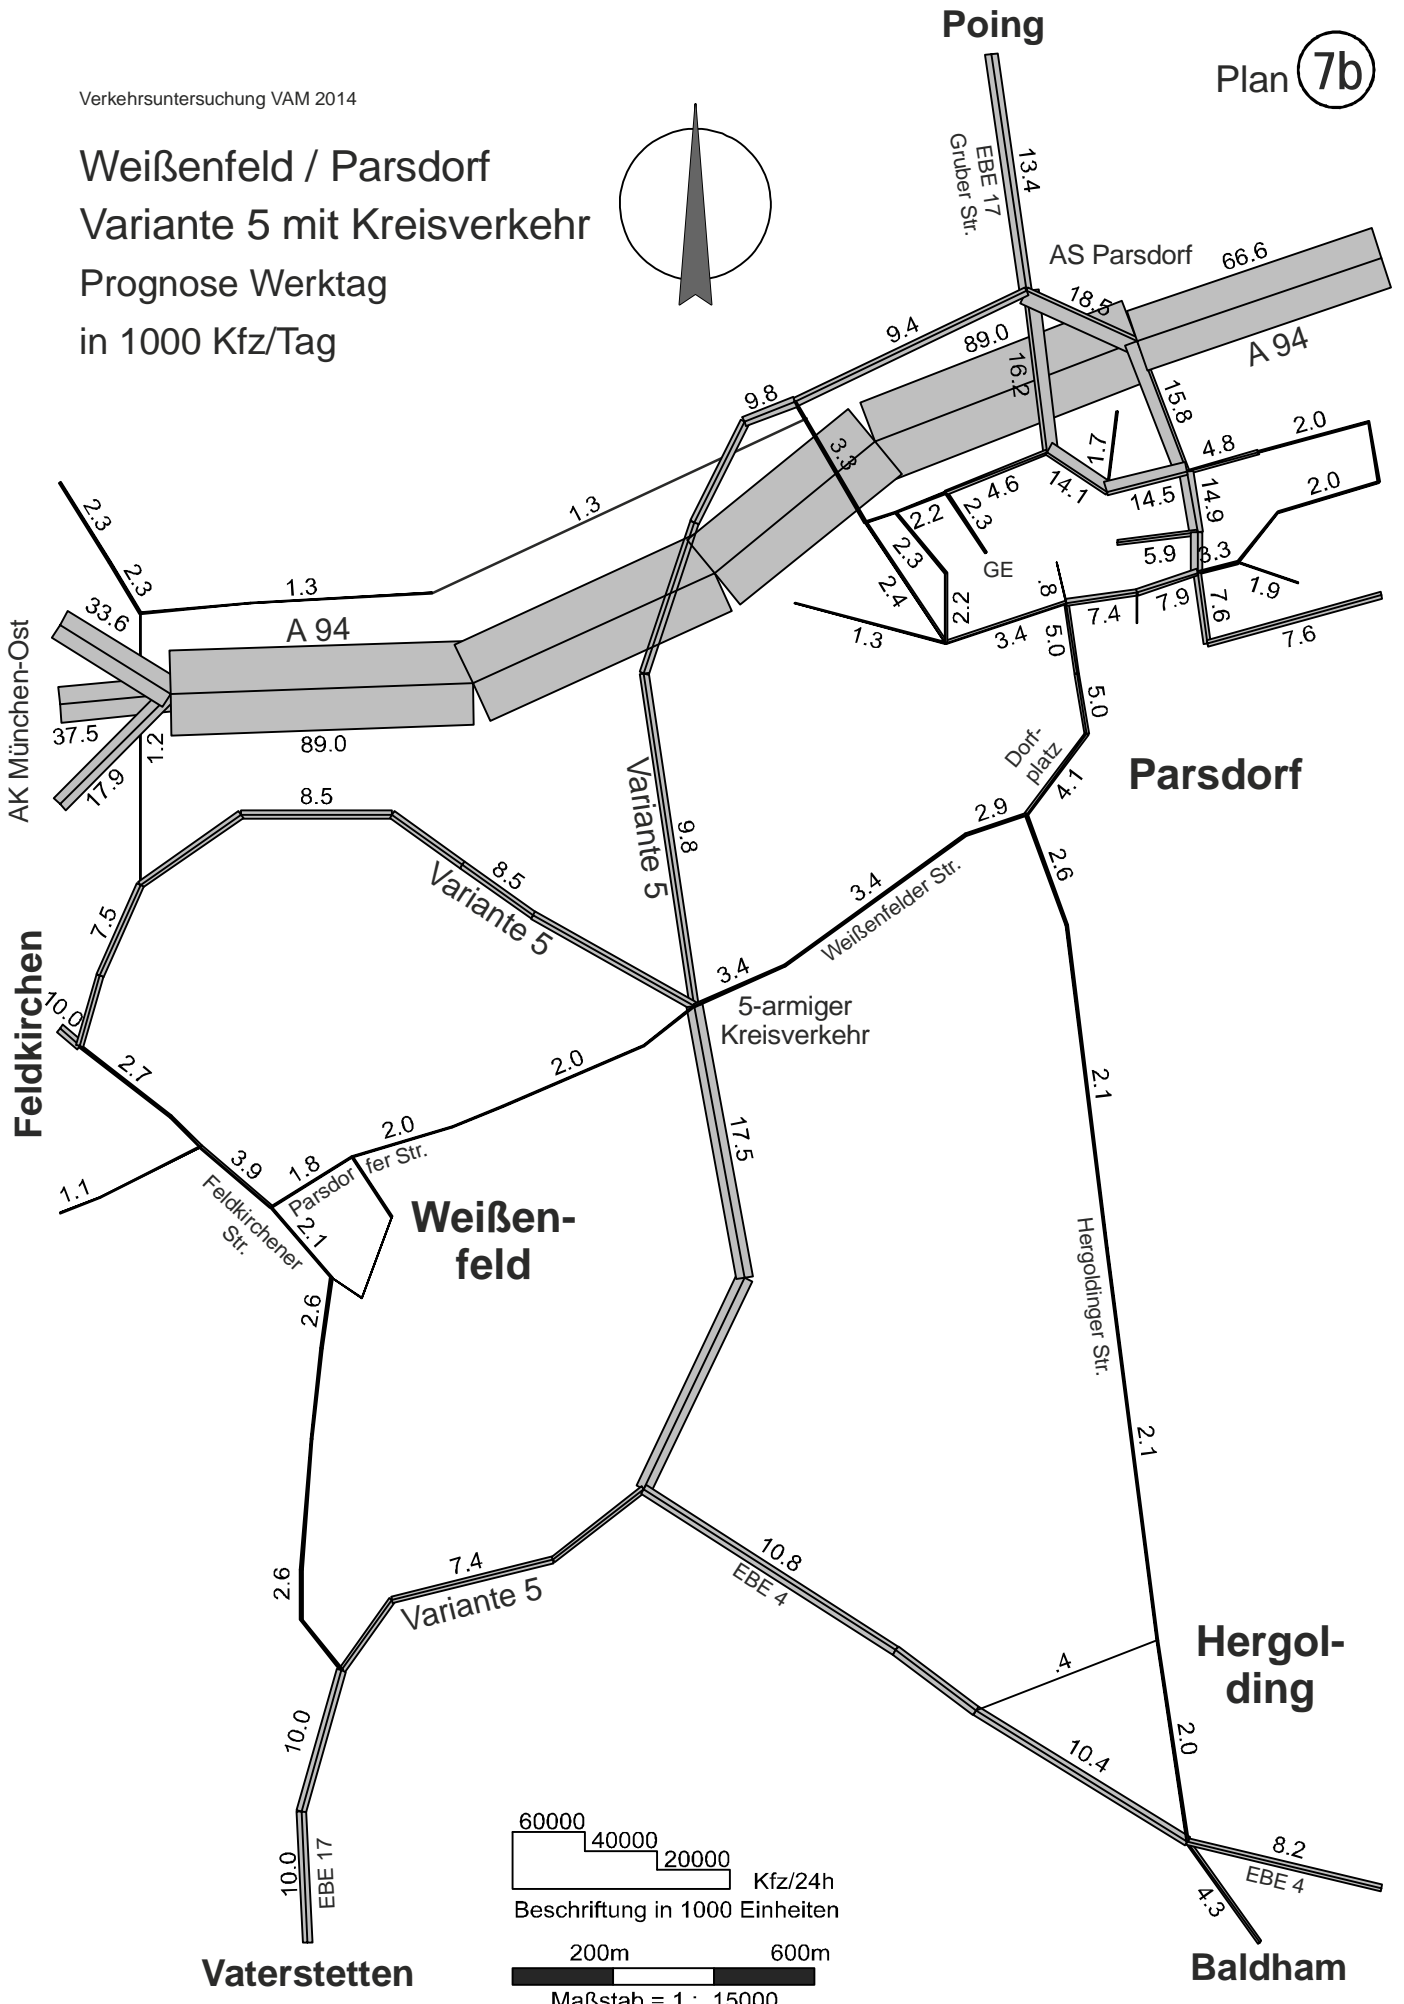 Poing
Plan 7b
Verkehrsuntersuchung VAM 2014
Weißenfeld / Parsdorf
Variante 5 mit Kreisverkehr
Prognose Werktag
in 1000 Kfz/Tag
13.4
EBE 17
Gruber Str.
AS Parsdorf
66.6
18.5
9.4
89.0
16.2
A 94
9.8
15.8
3.3
1.7
4.8
2.0
4.6
14.1
14.5
14.9
2.0
2.3
1.3
2.2
2.3
2.3
5.9
3.3
GE
2.3
2.4
2.2
.8
7.9
1.9
1.3
7.4
7.6
33.6
A 94
1.3
3.4
5.0
7.6
AK München-Ost
37.5
1.2
89.0
17.9
5.0
Dorf-
platz
4.1
Parsdorf
8.5
Variante 5
9.8
2.9
2.6
8.5
Variante 5
3.4
Weißenfelder Str.
7.5
Feldkirchen
10.0
3.4
5-armiger
Kreisverkehr
2.7
2.0
2.1
2.0
17.5
3.9
1.8
Parsdor fer Str.
1.1
Feldkirchener
Str.
2.1
Weißen-
feld
Hergoldinger Str.
2.6
2.1
2.6
7.4
Variante 5
10.8
EBE 4
Hergol-
ding
.4
10.0
2.0
10.4
60000
40000
20000
Kfz/24h
Beschriftung in 1000 Einheiten
10.0
EBE 17
8.2
EBE 4
4.3
200m 600m
Maßstab = 1 : 15000
Vaterstetten
Baldham